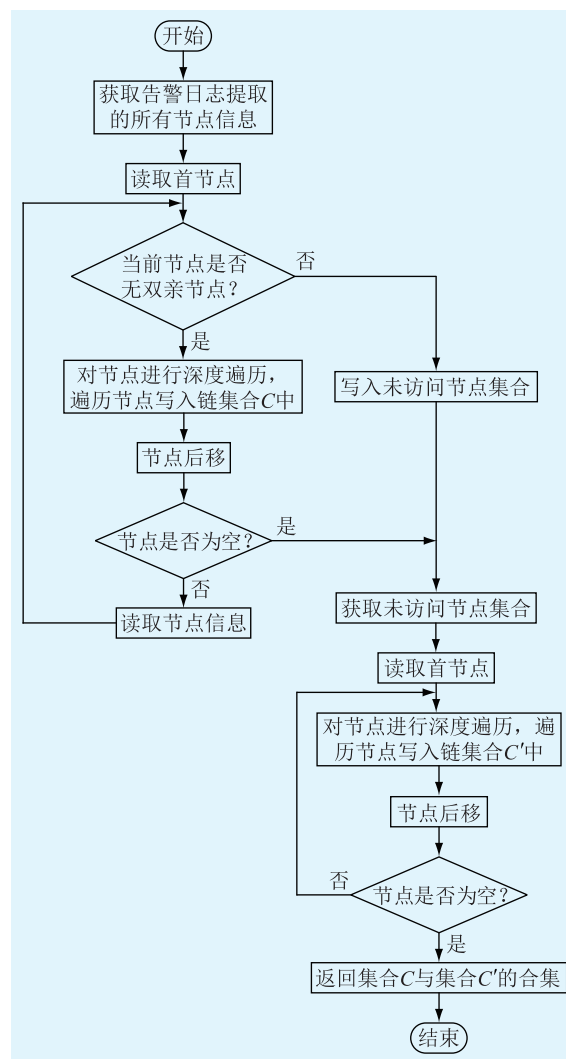 开始
获取告警日志提取
的所有节点信息
读取首节点
当前节点是否
无双亲节点？
否
是
对节点进行深度遍历，
遍历节点写入链集合C中
写入未访问节点集合
节点后移
节点是否为空？
是
否
读取节点信息
获取未访问节点集合
读取首节点
对节点进行深度遍历，遍
历节点写入链集合C′中
节点后移
否
节点是否为空？
是
返回集合C与集合C′的合集
结束